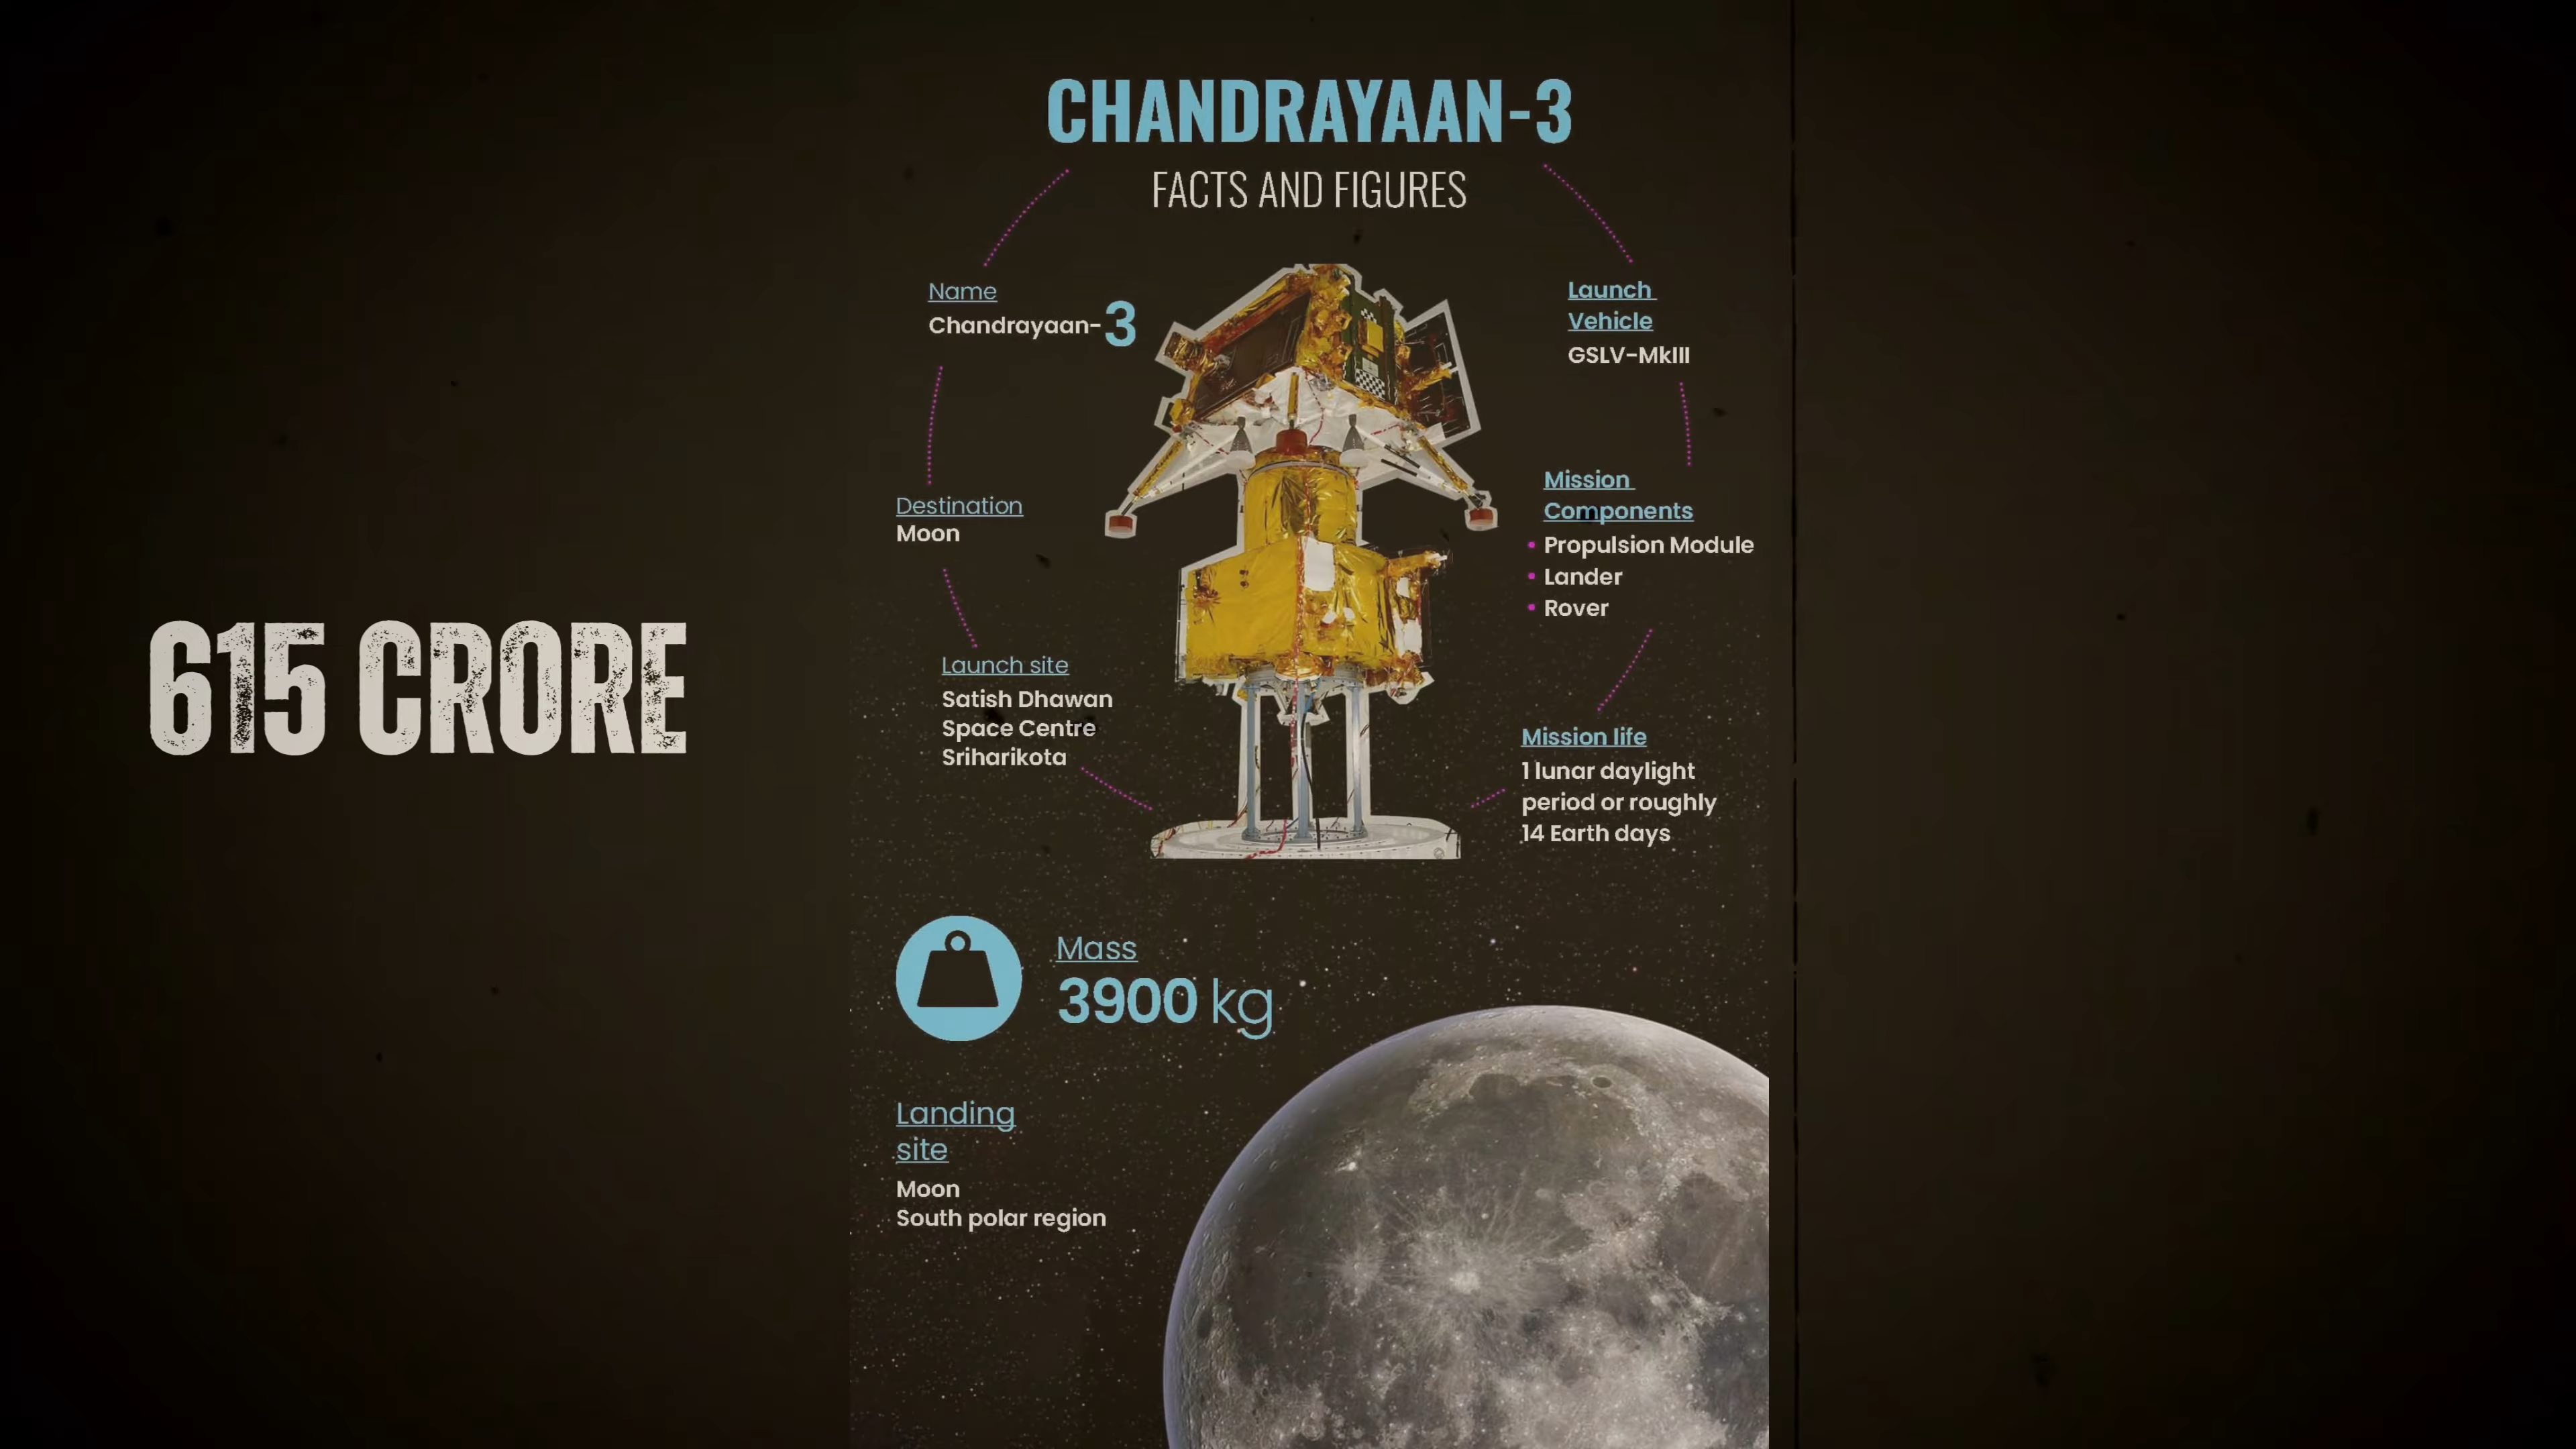 CHANDRAYAAN-3
FACTS AND FIGURES
Name
Chandrayaan-3
Destination
Moon
Launch site
Satish Dhawan
Space Centre
Sriharikota
Launch
Vehicle
GSLV-MkIII
Mission
Components
• Propulsion Module
• Lander
• Rover
Mission life
1 lunar daylight
period or roughly
14 Earth days
615 CRORE
Mass
3900 kg
Landing
site
Moon
South polar region